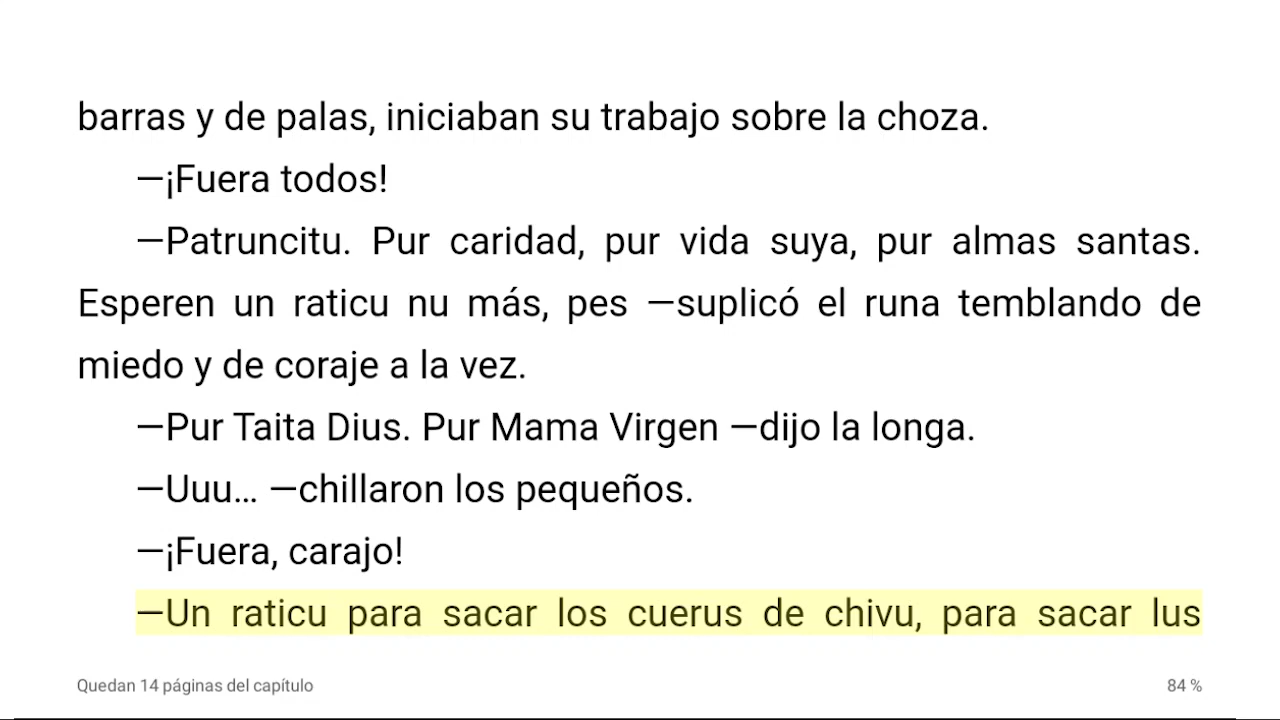 barras y de palas, iniciaban su trabajo sobre la choza.
—¡Fuera todos!
—Patruncitu. Pur caridad, pur vida suya, pur almas santas.
Esperen un raticu nu más, pes —suplicó el runa temblando de
miedo y de coraje a la vez.
—Pur Taita Dius. Pur Mama Virgen —dijo la longa.
—Uuu… —chillaron los pequeños.
—¡Fuera, carajo!
—Un raticu para sacar los cuerus de chivu, para sacar lus
Quedan 14 páginas del capítulo
84 %